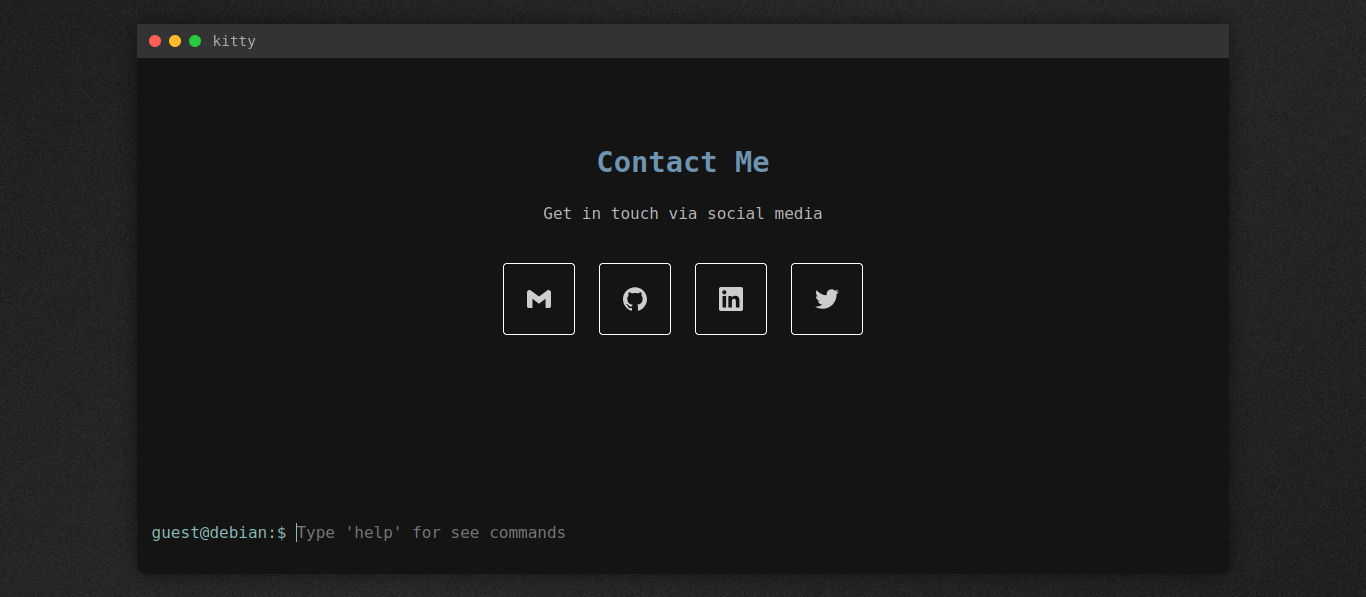 kitty
Contact Me
Get in touch via social media
guest@debian:$ Type 'help' for see commands